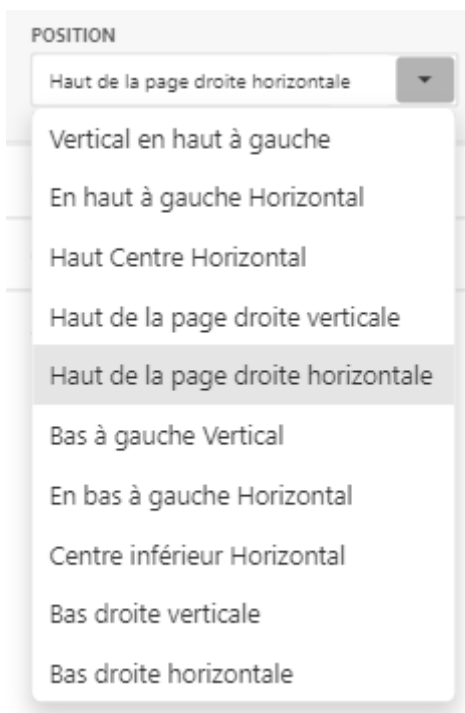 POSITION
Haut de la page droite horizontale
Vertical en haut à gauche
En haut à gauche Horizontal
Haut Centre Horizontal
Haut de la page droite verticale
Haut de la page droite horizontale
Bas à gauche Vertical
En bas à gauche Horizontal
Centre inférieur Horizontal
Bas droite verticale
Bas droite horizontale